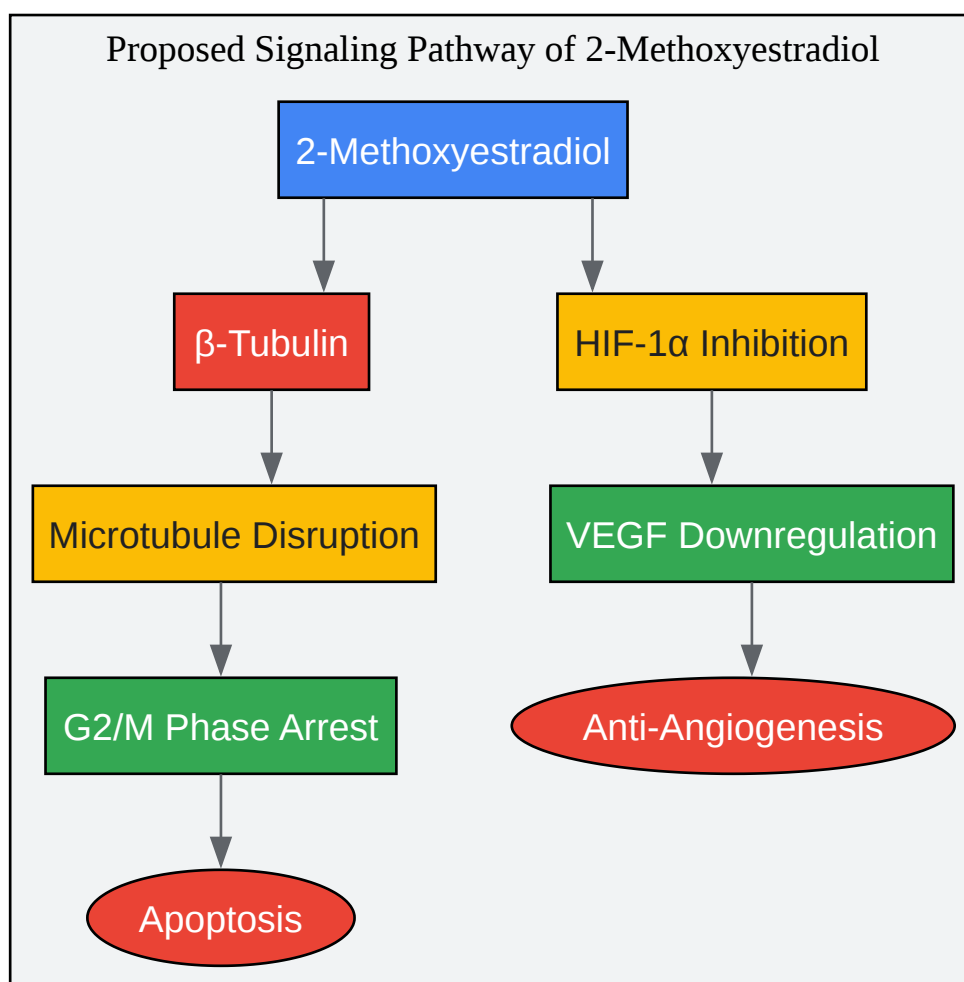 Proposed Signaling Pathway of 2-Methoxyestradiol
2-Methoxyestradiol
β-Tubulin
HIF-1α Inhibition
Microtubule Disruption
VEGF Downregulation
G2/M Phase Arrest
Anti-Angiogenesis
Apoptosis